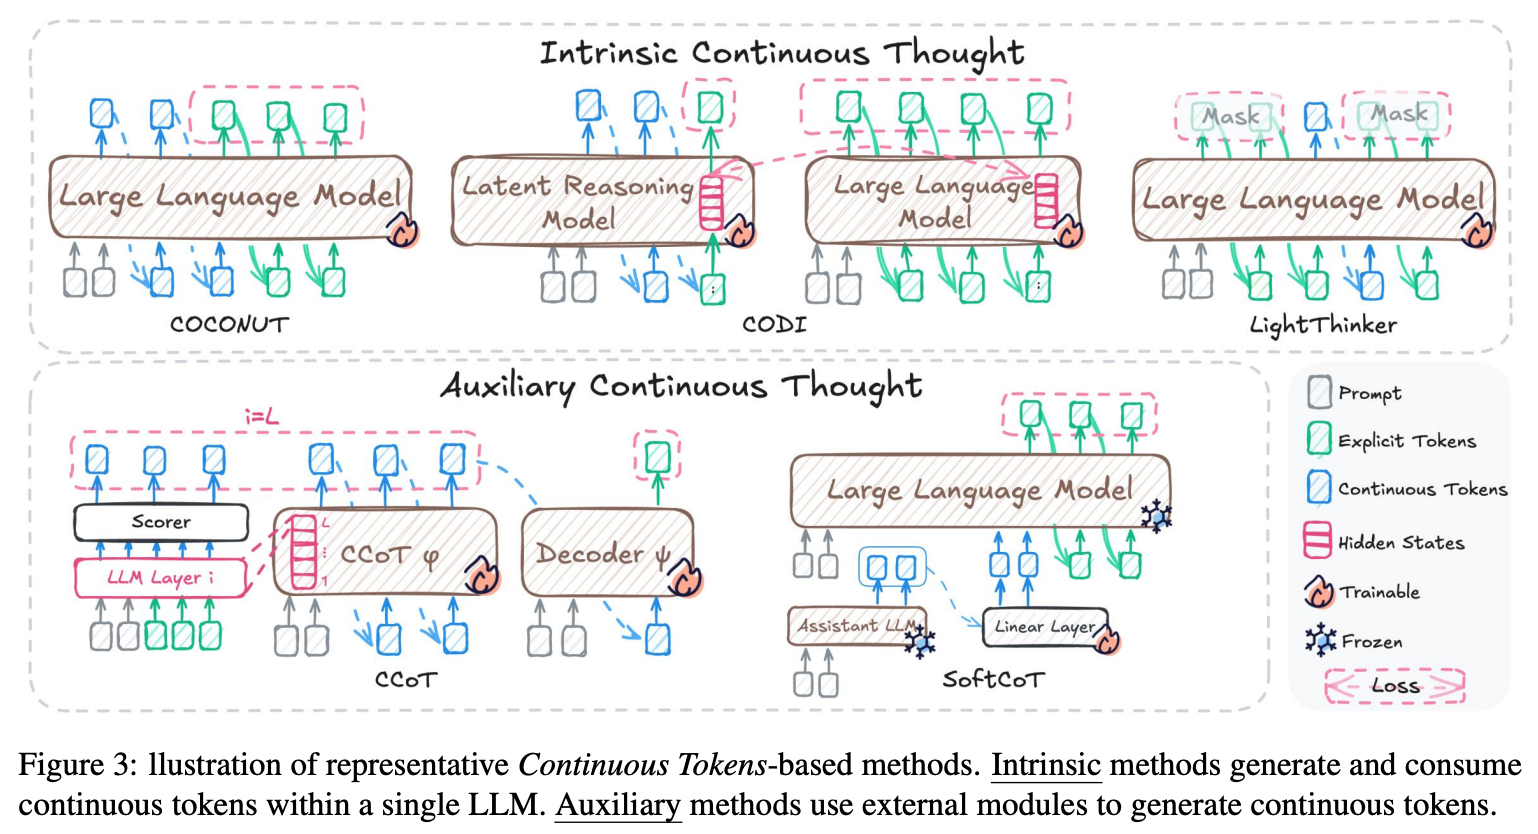 Intrinsic Continuous Thought
Large Language Model
COCONUT
Latent Reasoning
Model
Large Language
Model
CODI
Mask
Mask
Large Language Model
LightThinker
Auxiliary Continuous Thought
i=L
Scorer
LLM Layer i
L
⋮
1
CCoT φ
Decoder ψ
CCoT
Large Language Model
Assistant LLM
Linear Layer
SoftCoT
Prompt
Explicit Tokens
Continuous Tokens
Hidden States
Trainable
Frozen
Loss
Figure 3: llustration of representative Continuous Tokens-based methods. Intrinsic methods generate and consume
continuous tokens within a single LLM. Auxiliary methods use external modules to generate continuous tokens.